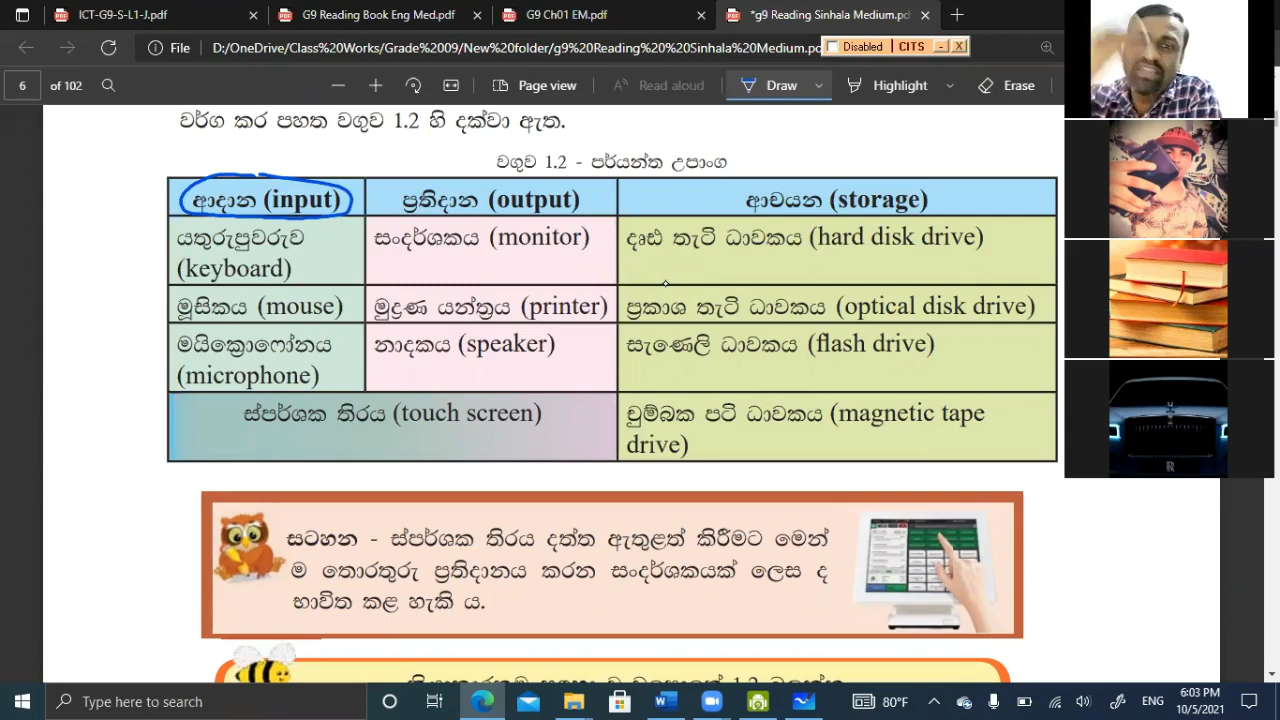 ICT-G9-S-L1-J.pdf
G9 Reading Book Eng Med.pdf
G9 Ch01 EM.pdf
*g9 Reading Sinhala Medium.pdf
File
D:/OneDrive/Class%20Works/Grade%2009/New%20folder/g9%20Reading%20%20Sinhala%20Medium.pd
Disabled
CITS
6
of 102
Page view
Read aloud
Draw
Highlight
Erase
වර්ග කර පහත වගුව 1.2 හි දක්වා ඇත.
වගුව 1.2 - පර්යන්ත උපාංග
ආදාන (input)
ප්‍රතිදාන (output)
ආචයන (storage)
යතුරුපුවරුව
(keyboard)
සංදර්ශකය (monitor)
දෘඪ තැටි ධාවකය (hard disk drive)
මූසිකය (mouse)
මුද්‍රණ යන්ත්‍රය (printer)
ප්‍රකාශ තැටි ධාවකය (optical disk drive)
මයික්‍රොෆෝනය
(microphone)
නාදකය (speaker)
සැණෙලි ධාවකය (flash drive)
ස්පර්ශක තිරය (touch screen)
චුම්බක පටි ධාවකය (magnetic tape
drive)
සටහන - ස්පර්ශක තිරය දත්ත ඇතුළත් කිරීමට මෙන්
ම තොරතුරු ප්‍රතිදානය කරන සංදර්ශකයක් ලෙස ද
භාවිත කළ හැකි ය.
Type here to search
80°F
ENG
6:03 PM
10/5/2021